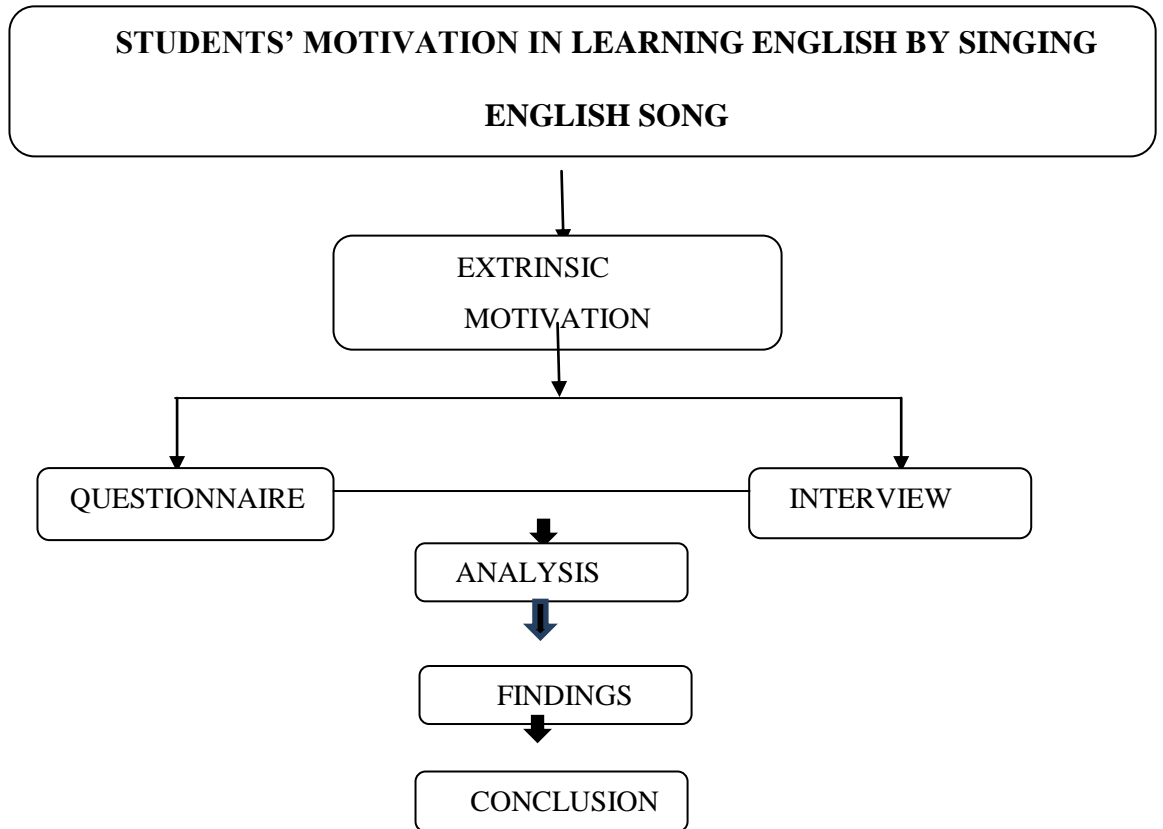 STUDENTS’ MOTIVATION IN LEARNING ENGLISH BY SINGING
ENGLISH SONG
EXTRINSIC
MOTIVATION
QUESTIONNAIRE
INTERVIEW
ANALYSIS
FINDINGS
CONCLUSION